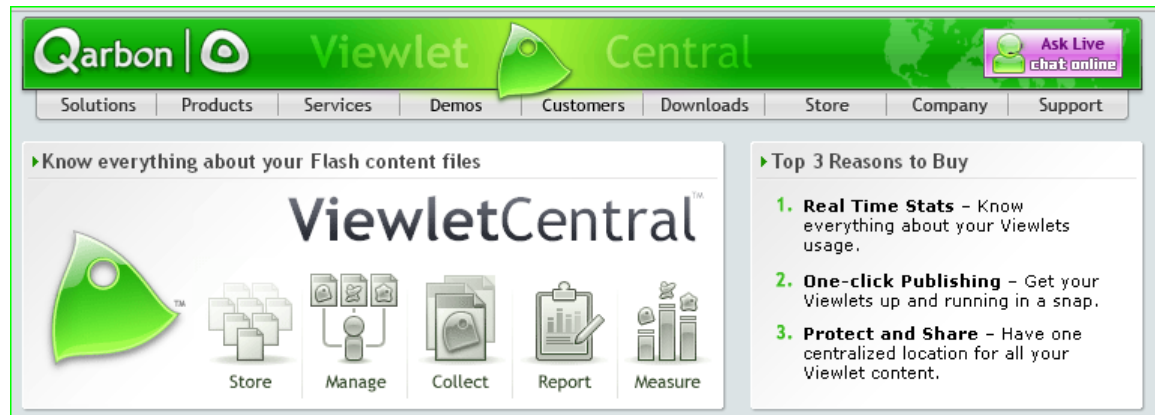 Qarbon
Viewlet Central
Ask Live
chat online
Solutions Products Services Demos Customers Downloads Store Company Support
Know everything about your Flash content files
ViewletCentral™
™
Store Manage Collect Report Measure
Top 3 Reasons to Buy
1. Real Time Stats – Know
everything about your Viewlets
usage.
2. One-click Publishing – Get your
Viewlets up and running in a snap.
3. Protect and Share – Have one
centralized location for all your
Viewlet content.